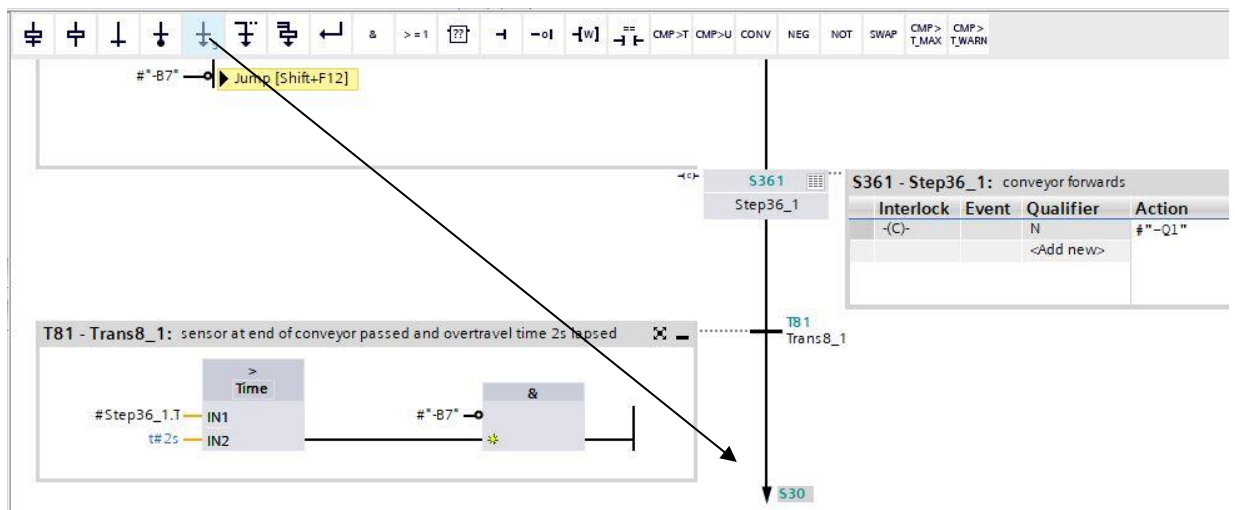 S & >=1 ?? [W] == CMP>T CMP>U CONV NEG NOT SWAP CMP> T_MAX CMP> T_WARN
#"-B7" Jump [Shift+F12]
-(c)- S361
Step36_1
S361 - Step36_1: conveyor forwards
Interlock Event Qualifier Action
-(C)- N #"-Q1"
<Add new>
T81 - Trans8_1: sensor at end of conveyor passed and overtravel time 2s lapsed
T81
Trans8_1
>
Time
&
#Step36_1.T IN1 #"-B7"
t#2s IN2
S30